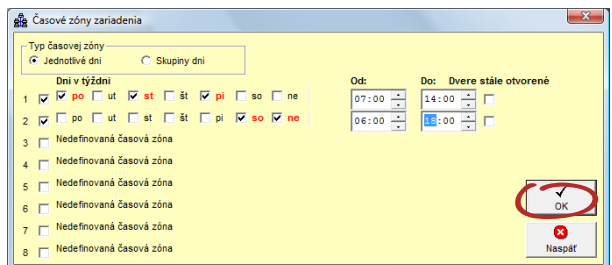 Časové zóny zariadenia
Typ časovej zóny
Jednotlivé dni Skupiny dni
Dni v týždni Od: Do: Dvere stále otvorené
1 po ut st št pi so ne 07:00 14:00
2 po ut st št pi so ne 06:00 18:00
3 Nedefinovaná časová zóna
4 Nedefinovaná časová zóna
5 Nedefinovaná časová zóna
6 Nedefinovaná časová zóna
7 Nedefinovaná časová zóna
8 Nedefinovaná časová zóna
OK
Naspäť